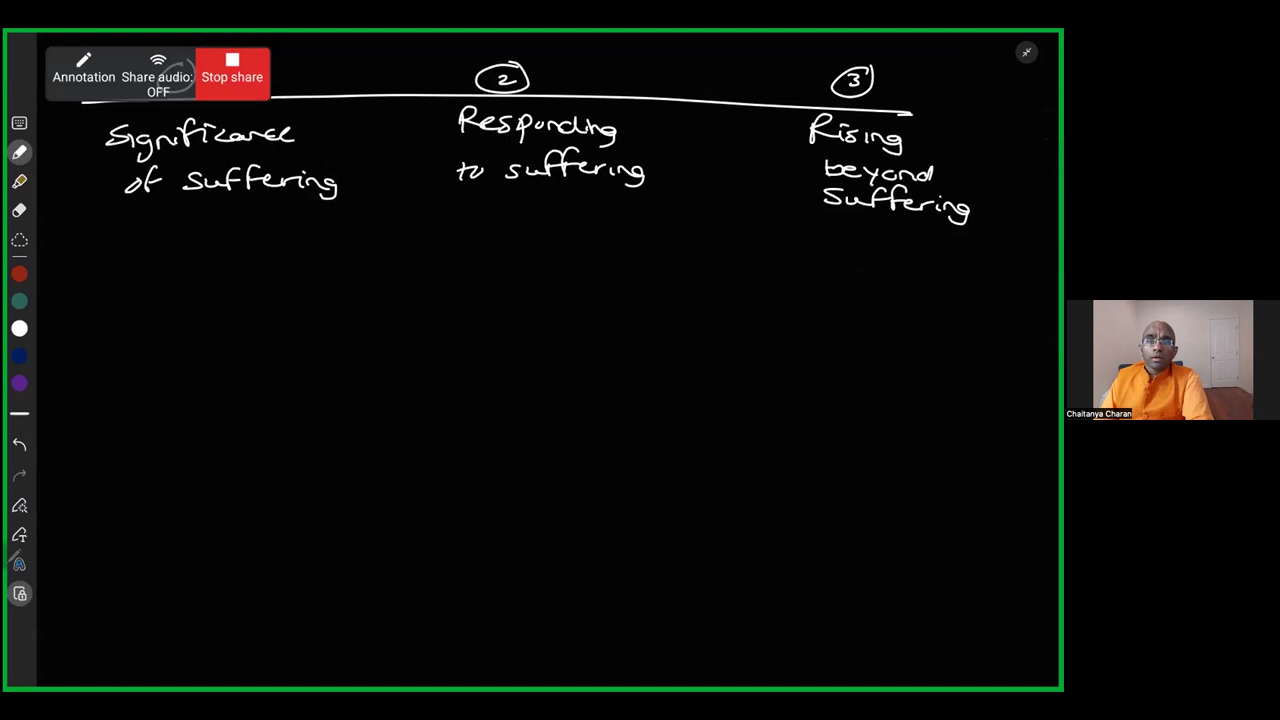 Annotation
Share audio:
OFF
Stop share
2
3
Significance
of suffering
Responding
to suffering
Rising
beyond
Suffering
Chaitanya Charan